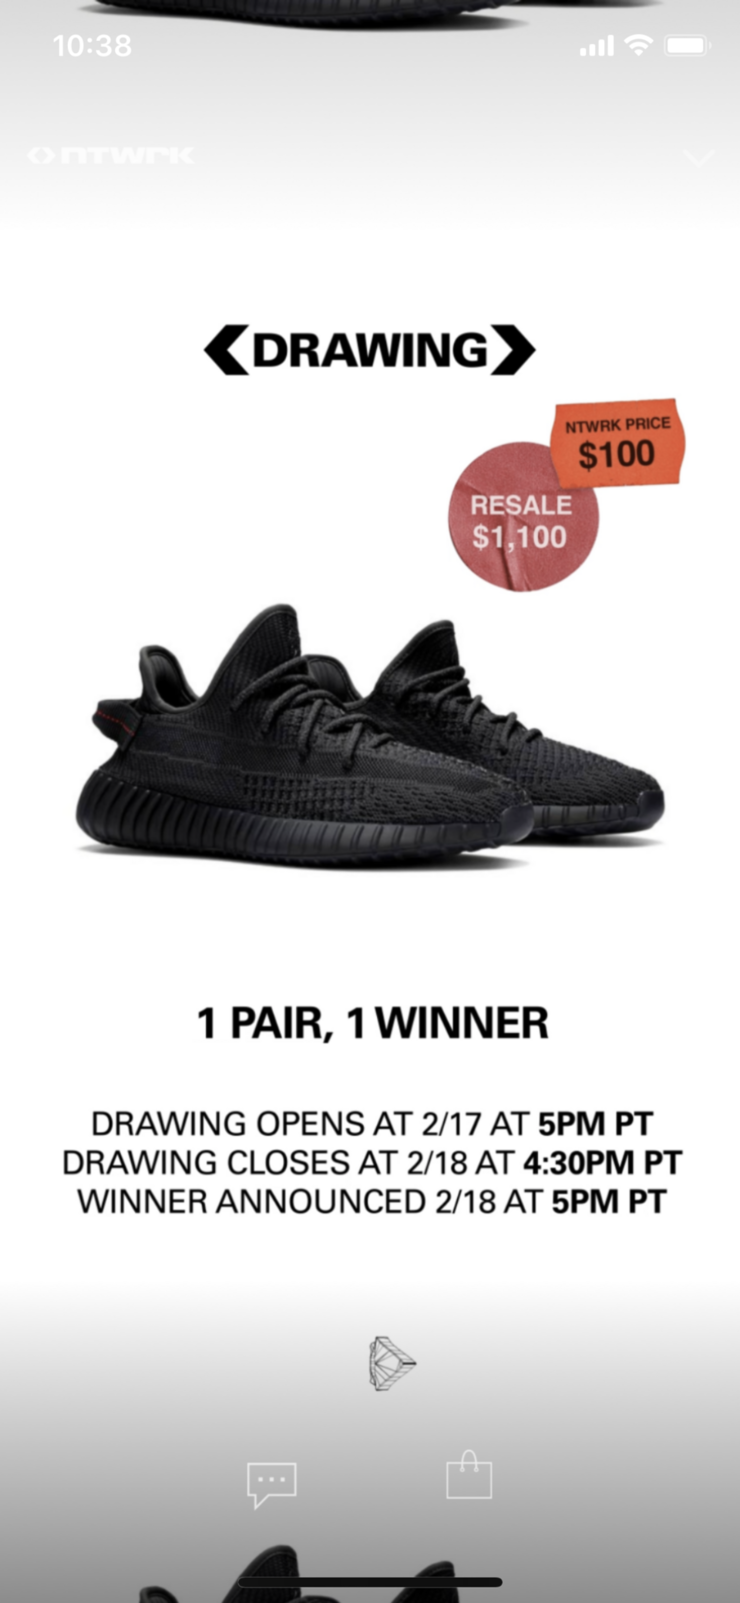 10:38
NTWRK
DRAWING
NTWRK PRICE
$100
RESALE
$1,100
1 PAIR, 1 WINNER
DRAWING OPENS AT 2/17 AT 5PM PT
DRAWING CLOSES AT 2/18 AT 4:30PM PT
WINNER ANNOUNCED 2/18 AT 5PM PT